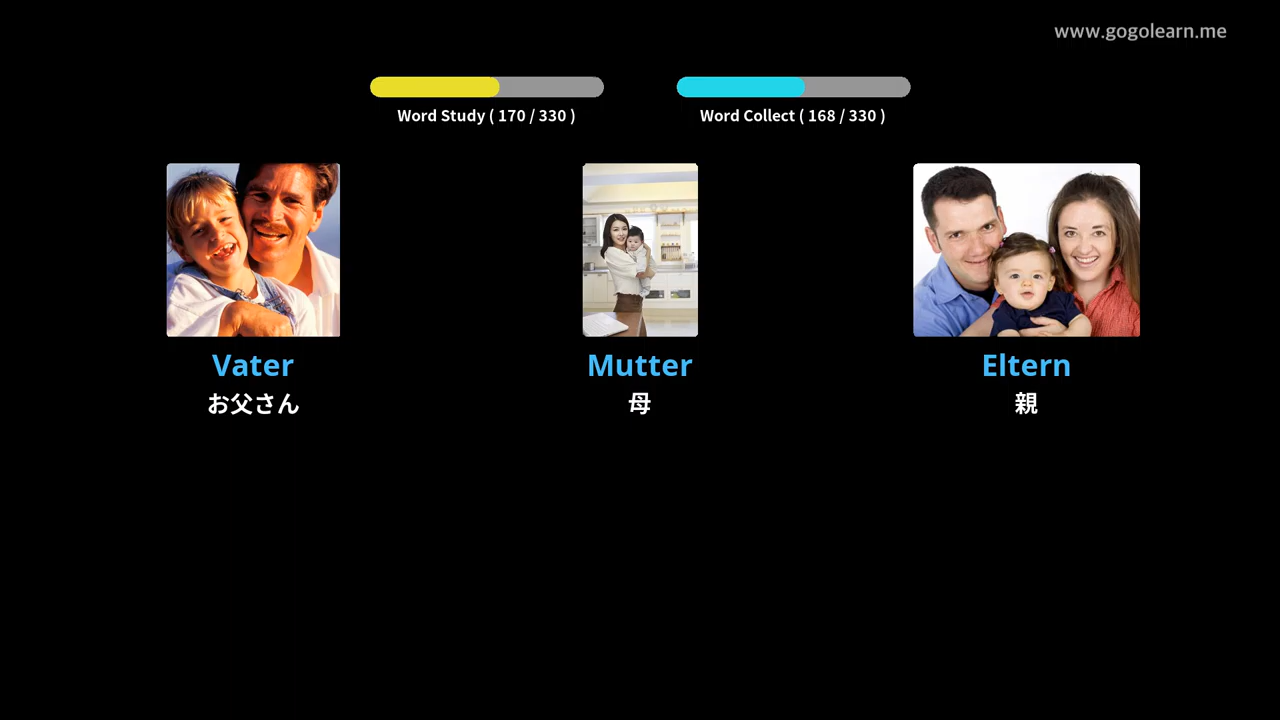 www.gogolearn.me
Word Study ( 170 / 330 )
Word Collect ( 168 / 330 )
Vater
お父さん
Mutter
母
Eltern
親